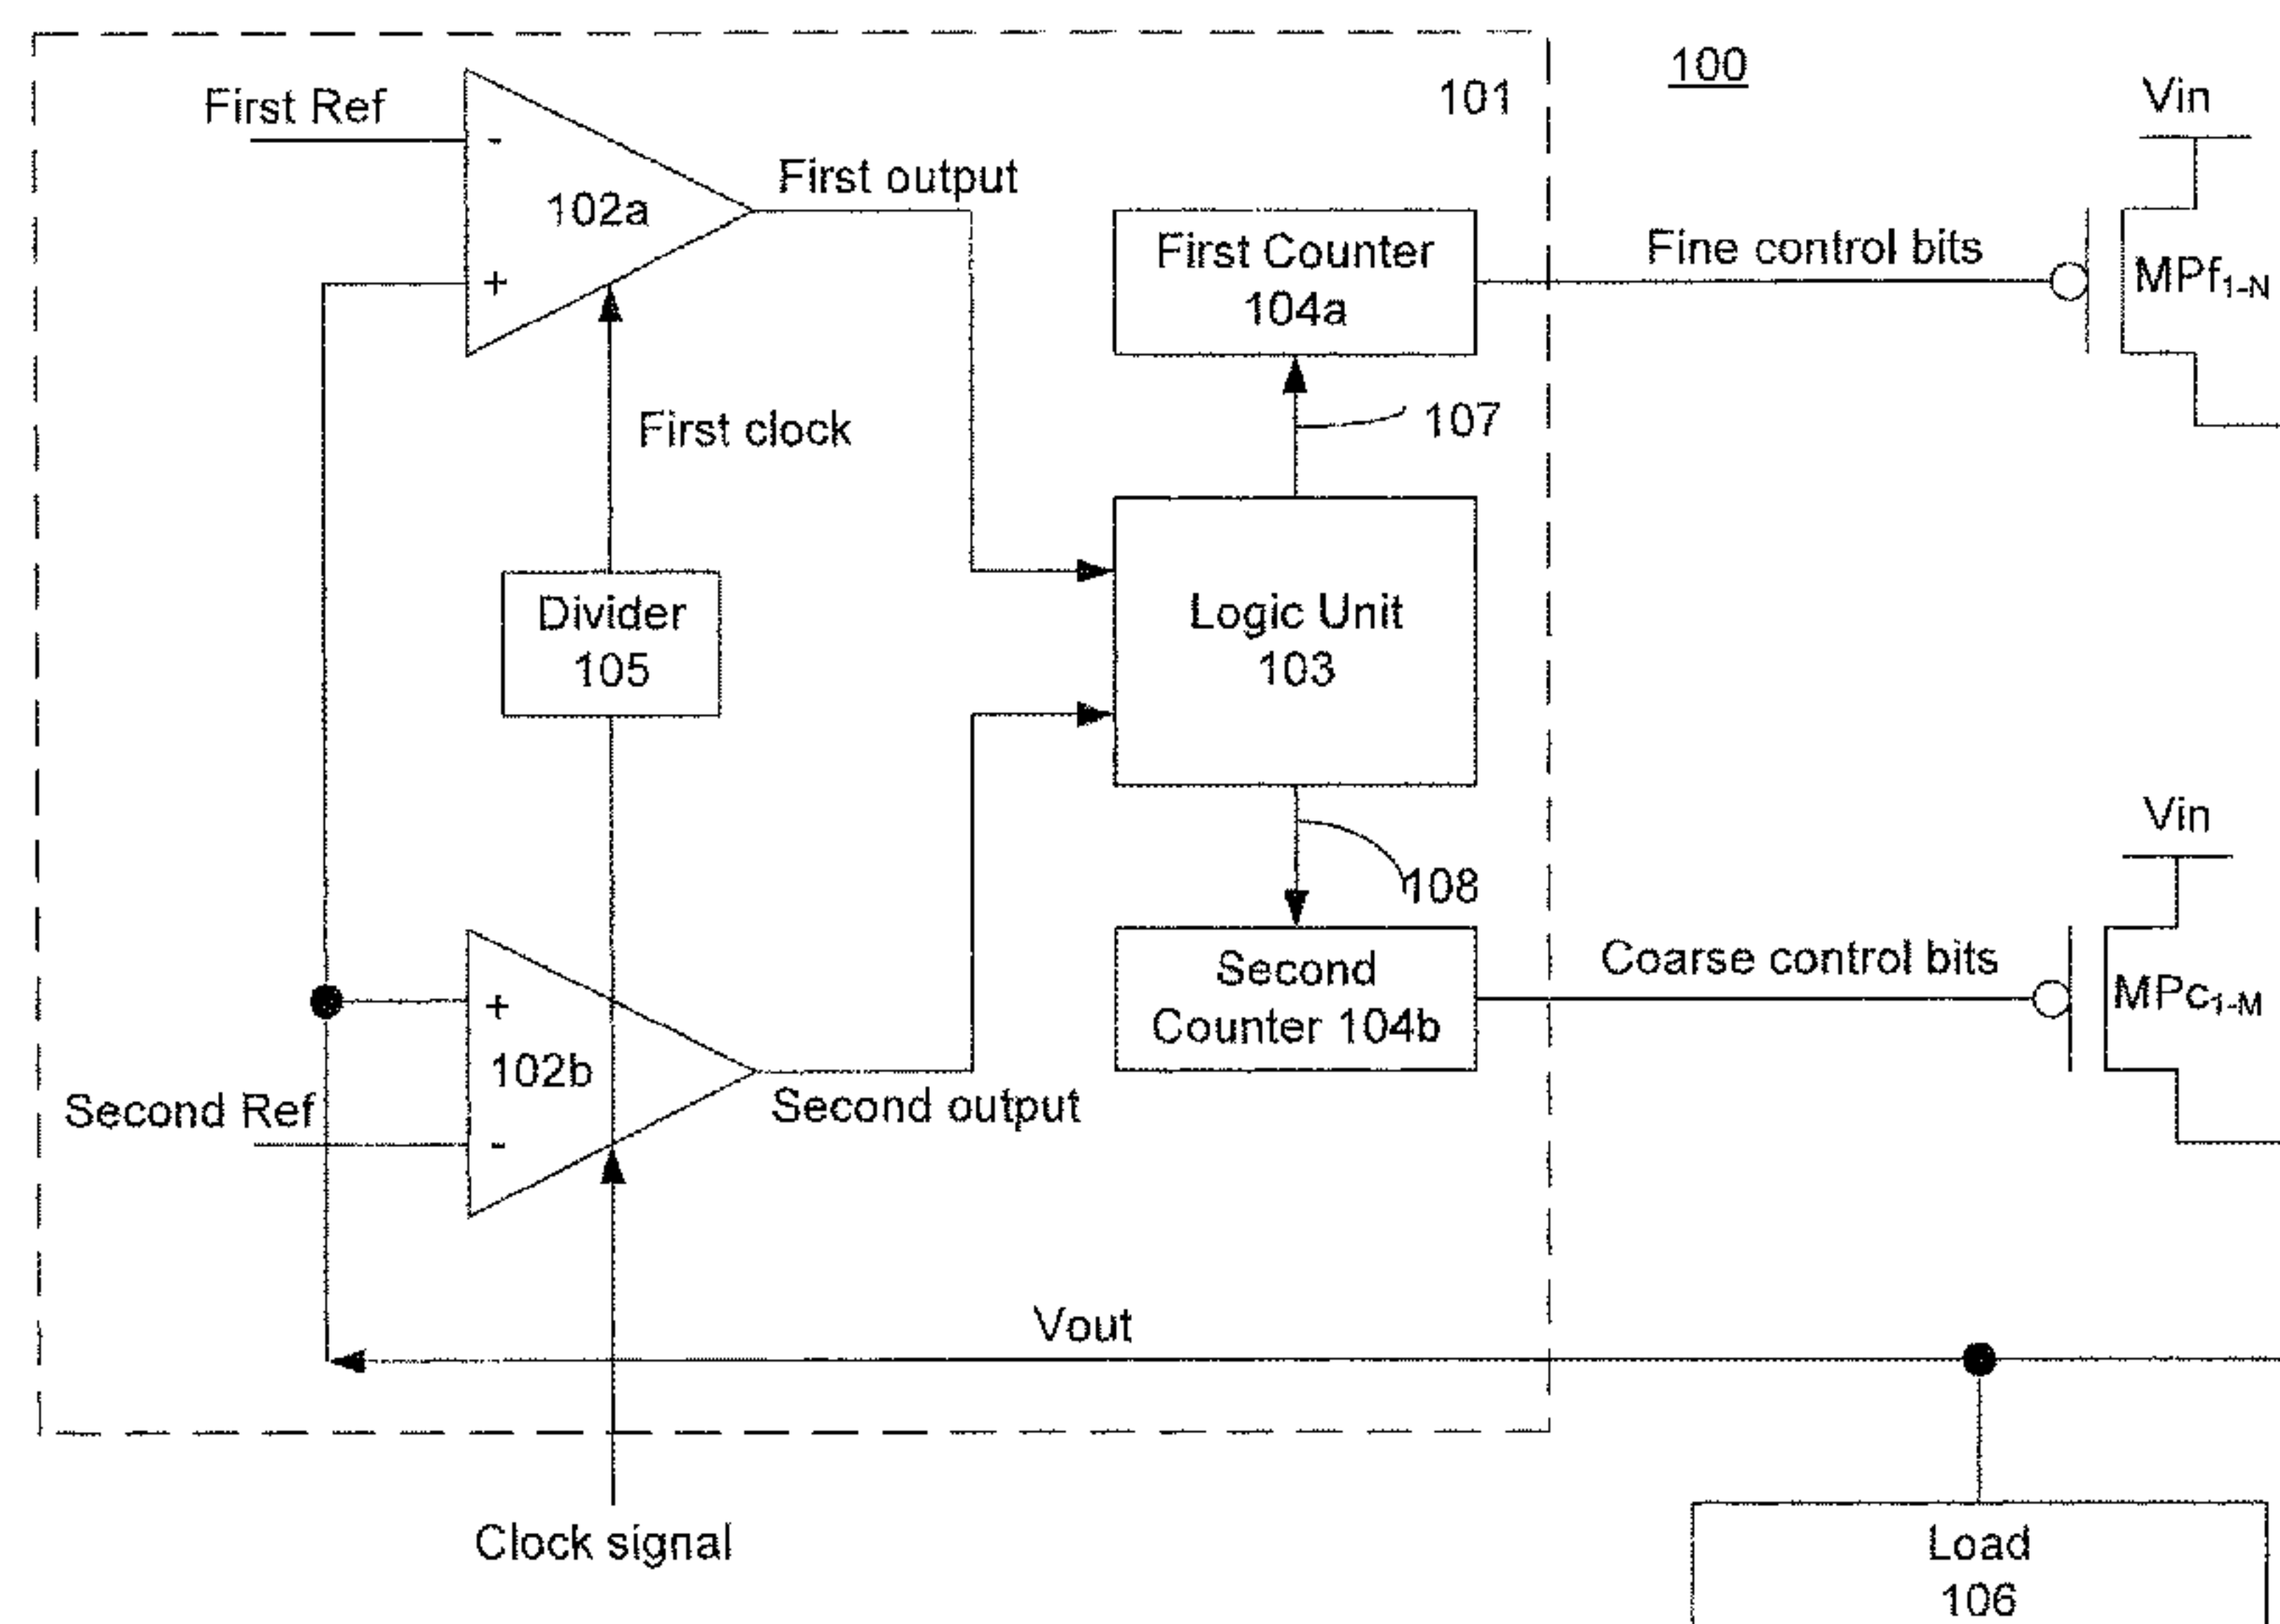 100
101
Vin
First Ref
-
102a
+
First output
First Counter
104a
Fine control bits
MPf1-N
First clock
107
Divider
105
Logic Unit
103
Vin
108
+
102b
-
Second Ref
Second output
Second
Counter 104b
Coarse control bits
MPc1-M
Vout
Clock signal
Load
106